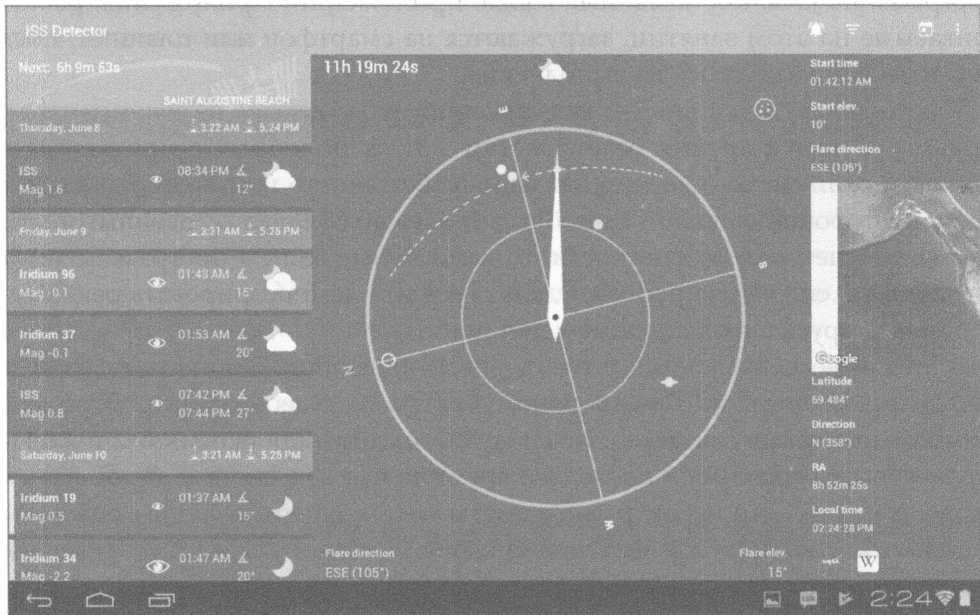 ISS Detector
Next: 6h 9m 53s
SAINT AUGUSTINE BEACH
Thursday, June 8 3:22 AM 5:24 PM
ISS 08:34 PM
Mag 1.6 12°
Friday, June 9 3:21 AM 5:25 PM
Iridium 96 01:43 AM
Mag -0.1 15°
Iridium 37 01:53 AM
Mag -0.1 20°
ISS 07:42 PM
Mag 0.8 07:44 PM 27°
Saturday, June 10 3:21 AM 5:25 PM
Iridium 19 01:37 AM
Mag 0.5 15°
Iridium 34 01:47 AM
Mag -2.2 20°
11h 19m 24s
E
S
N
W
Flare direction
ESE (105°)
Flare elev.
15°
Start time
01:42:12 AM
Start elev.
10°
Flare direction
ESE (105°)
Google
Latitude
59.484°
Direction
N (358°)
RA
8h 52m 25s
Local time
02:24:28 PM
W
2:24